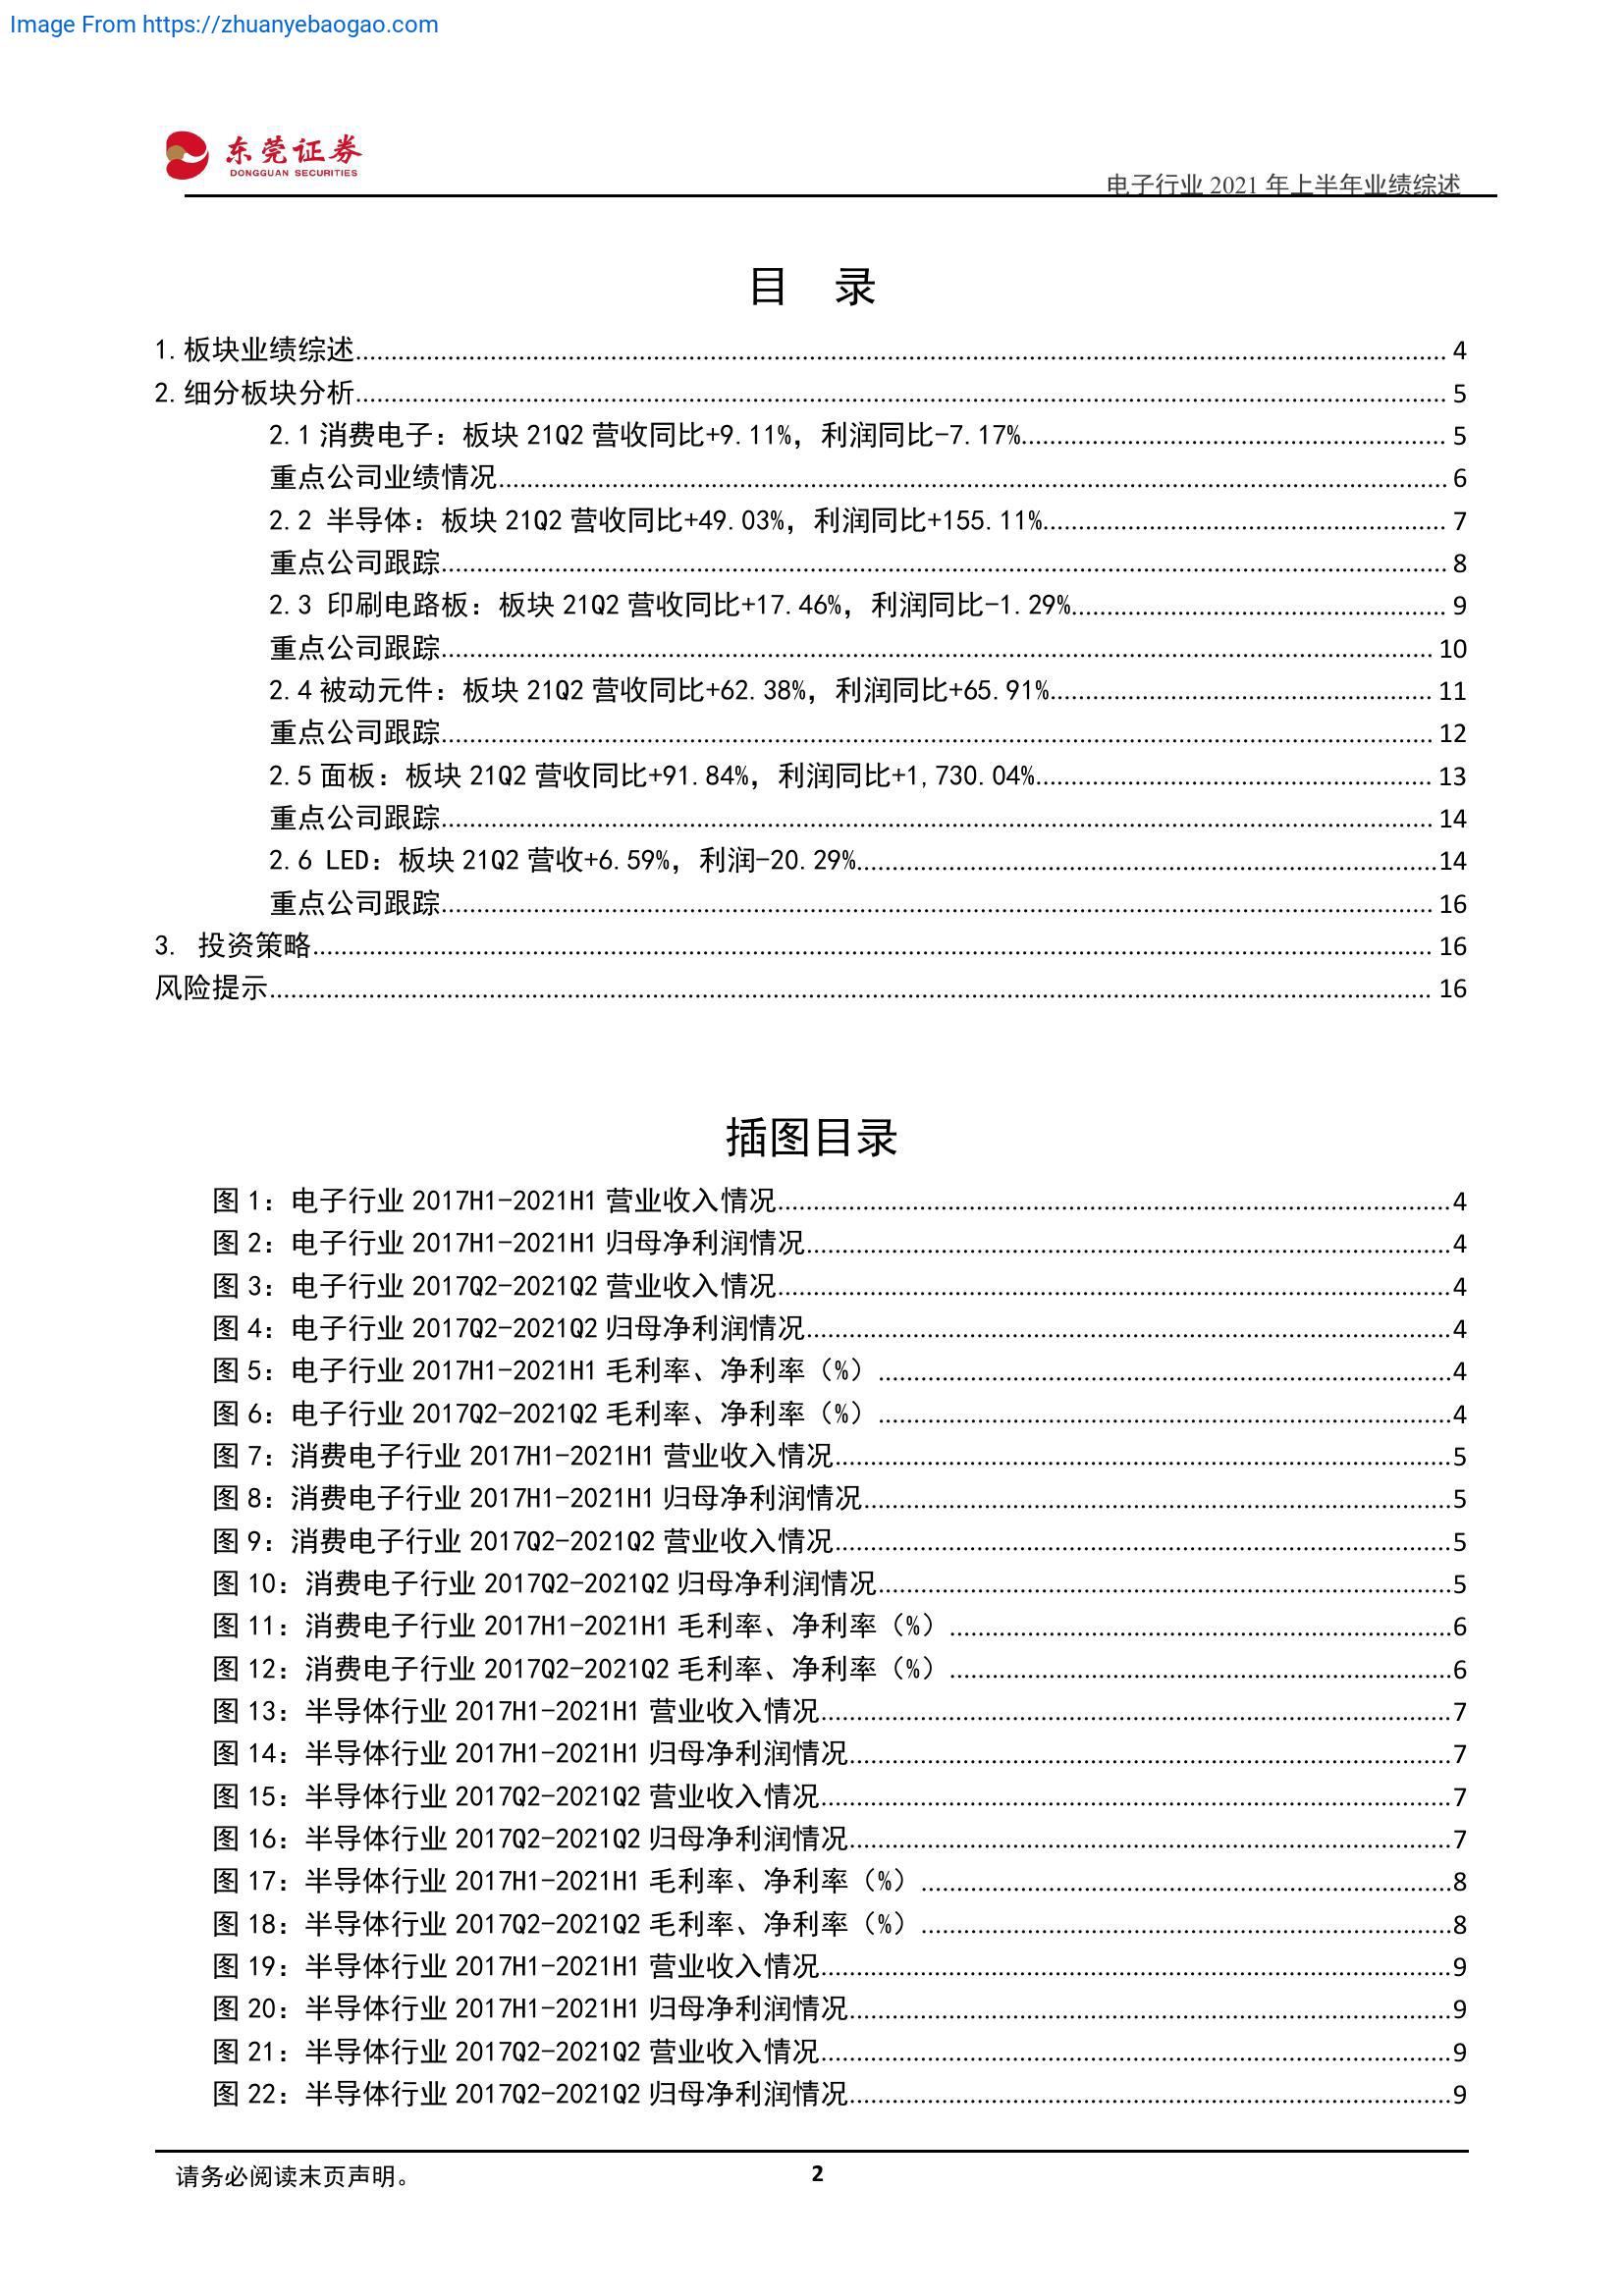 Image From https://zhuanyebaogao.com
东莞证券
DONGGUAN SECURITIES
电子行业 2021 年上半年业绩综述
目 录
1.板块业绩综述 4
2.细分板块分析 5
2.1 消费电子：板块 21Q2 营收同比+9.11%，利润同比-7.17% 5
重点公司业绩情况 6
2.2 半导体：板块 21Q2 营收同比+49.03%，利润同比+155.11% 7
重点公司跟踪 8
2.3 印刷电路板：板块 21Q2 营收同比+17.46%，利润同比-1.29% 9
重点公司跟踪 10
2.4 被动元件：板块 21Q2 营收同比+62.38%，利润同比+65.91% 11
重点公司跟踪 12
2.5 面板：板块 21Q2 营收同比+91.84%，利润同比+1,730.04% 13
重点公司跟踪 14
2.6 LED：板块 21Q2 营收+6.59%，利润-20.29% 14
重点公司跟踪 16
3. 投资策略 16
风险提示 16
插图目录
图 1：电子行业 2017H1-2021H1 营业收入情况 4
图 2：电子行业 2017H1-2021H1 归母净利润情况 4
图 3：电子行业 2017Q2-2021Q2 营业收入情况 4
图 4：电子行业 2017Q2-2021Q2 归母净利润情况 4
图 5：电子行业 2017H1-2021H1 毛利率、净利率（%） 4
图 6：电子行业 2017Q2-2021Q2 毛利率、净利率（%） 4
图 7：消费电子行业 2017H1-2021H1 营业收入情况 5
图 8：消费电子行业 2017H1-2021H1 归母净利润情况 5
图 9：消费电子行业 2017Q2-2021Q2 营业收入情况 5
图 10：消费电子行业 2017Q2-2021Q2 归母净利润情况 5
图 11：消费电子行业 2017H1-2021H1 毛利率、净利率（%） 6
图 12：消费电子行业 2017Q2-2021Q2 毛利率、净利率（%） 6
图 13：半导体行业 2017H1-2021H1 营业收入情况 7
图 14：半导体行业 2017H1-2021H1 归母净利润情况 7
图 15：半导体行业 2017Q2-2021Q2 营业收入情况 7
图 16：半导体行业 2017Q2-2021Q2 归母净利润情况 7
图 17：半导体行业 2017H1-2021H1 毛利率、净利率（%） 8
图 18：半导体行业 2017Q2-2021Q2 毛利率、净利率（%） 8
图 19：半导体行业 2017H1-2021H1 营业收入情况 9
图 20：半导体行业 2017H1-2021H1 归母净利润情况 9
图 21：半导体行业 2017Q2-2021Q2 营业收入情况 9
图 22：半导体行业 2017Q2-2021Q2 归母净利润情况 9
请务必阅读末页声明。
2